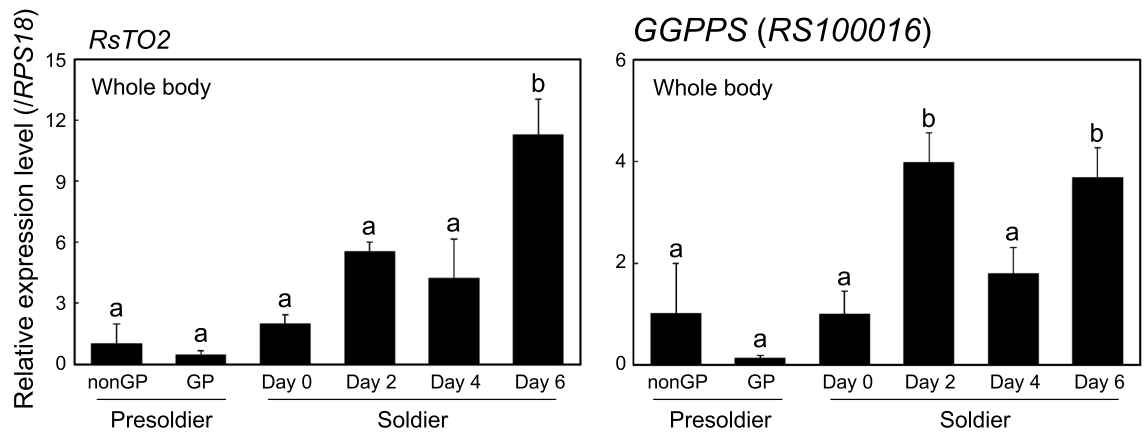 RsTO2
GGPPS (RS100016)
Relative expression level (/RPS18)
15
12
9
6
3
0
Whole body
a
a
a
a
a
b
nonGP
GP
Day 0
Day 2
Day 4
Day 6
Presoldier
Soldier
6
4
2
0
Whole body
a
a
a
b
a
b
nonGP
GP
Day 0
Day 2
Day 4
Day 6
Presoldier
Soldier